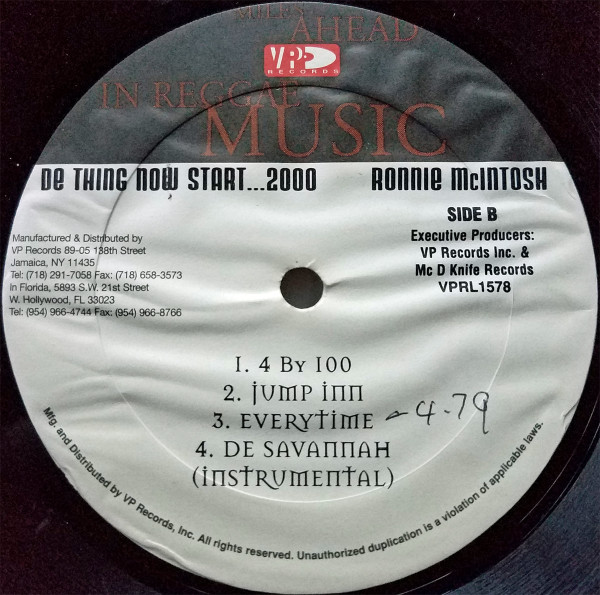 MILES
AHEAD
VP
RECORDS
IN REGGAE
MUSIC
De THING NOW START...2000
RONNIE McINTOSH
SIDE B
Executive Producers:
VP Records Inc. &
Mc D Knife Records
VPRL1578
Manufactured & Distributed by
VP Records 89-05 138th Street
Jamaica, NY 11435
Tel: (718) 291-7058 Fax: (718) 658-3573
In Florida, 5893 S.W. 21st Street
W. Hollywood, FL 33023
Tel: (954) 966-4744 Fax: (954) 966-8766
1. 4 By 100
2. JUMP INN
3. EVERYTIME – 4.79
4. DE SAVANNAH
(INSTRUMENTAL)
Mfg. and Distributed by VP Records, Inc. All rights reserved. Unauthorized duplication is a violation of applicable laws.